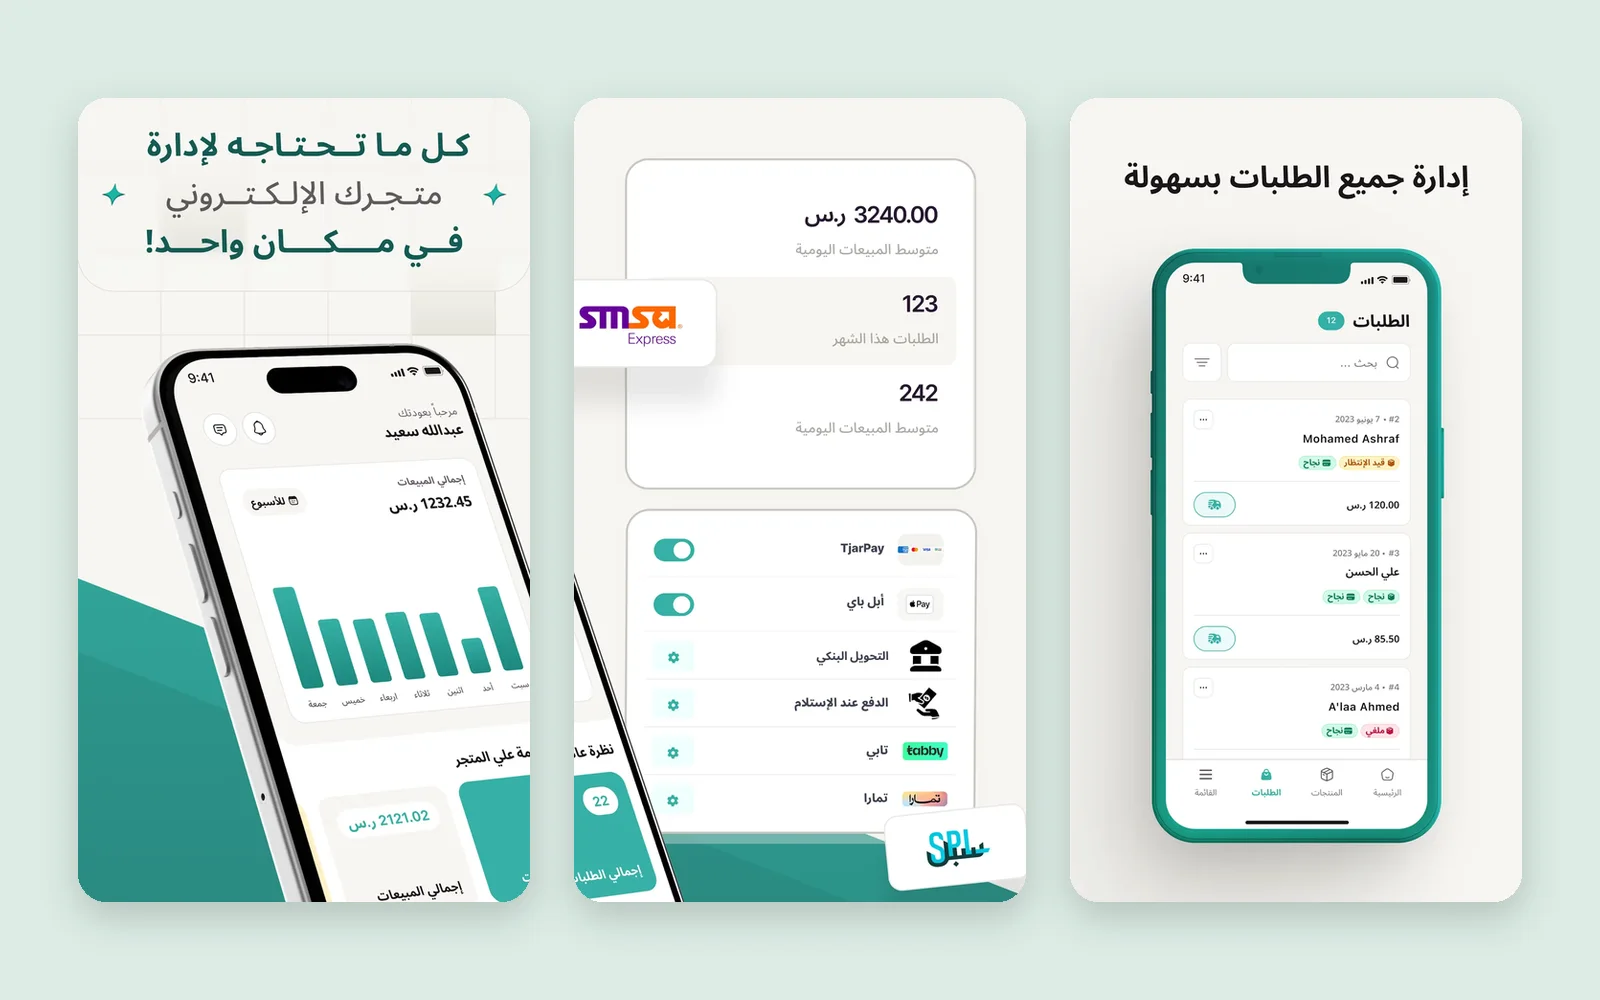 كل ما تحتاجه لإدارة
متجرك الإلكتروني
في مكان واحد!
9:41
مرحباً بعودتك
عبدالله سعيد
إجمالي المبيعات
1232.45 ر.س
للأسبوع
سبت
أحد
اثنين
ثلاثاء
اربعاء
خميس
جمعة
مة علي المتجر
2121.02 ر.س
إجمالي المبيعات
3240.00 ر.س
متوسط المبيعات اليومية
123
الطلبات هذا الشهر
242
متوسط المبيعات اليومية
smsa
Express
TjarPay
أبل باي
Pay
التحويل البنكي
الدفع عند الإستلام
تابي
tabby
تمارا
تمارا
نظرة عا
22
إجمالي الطلبا
SPL
سبل
إدارة جميع الطلبات بسهولة
9:41
الطلبات 12
بحث ...
#2 • 7 يونيو 2023
Mohamed Ashraf
قيد الإنتظار نجاح
120.00 ر.س
#3 • 20 مايو 2023
علي الحسن
نجاح نجاح
85.50 ر.س
#4 • 4 مارس 2023
A'laa Ahmed
ملغي نجاح
الرئيسية المنتجات الطلبات القائمة